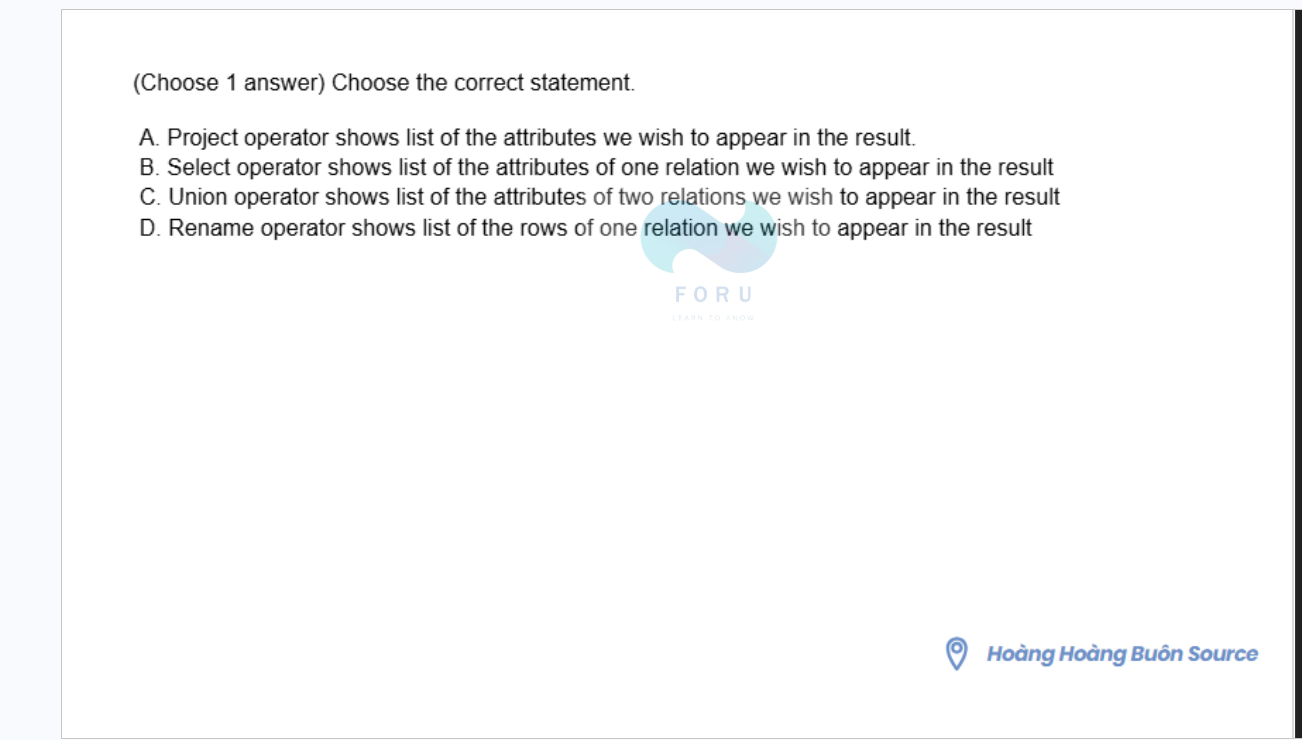 (Choose 1 answer) Choose the correct statement.
A. Project operator shows list of the attributes we wish to appear in the result.
B. Select operator shows list of the attributes of one relation we wish to appear in the result
C. Union operator shows list of the attributes of two relations we wish to appear in the result
D. Rename operator shows list of the rows of one relation we wish to appear in the result
FORU
LEARN TO KNOW
Hoàng Hoàng Buôn Source